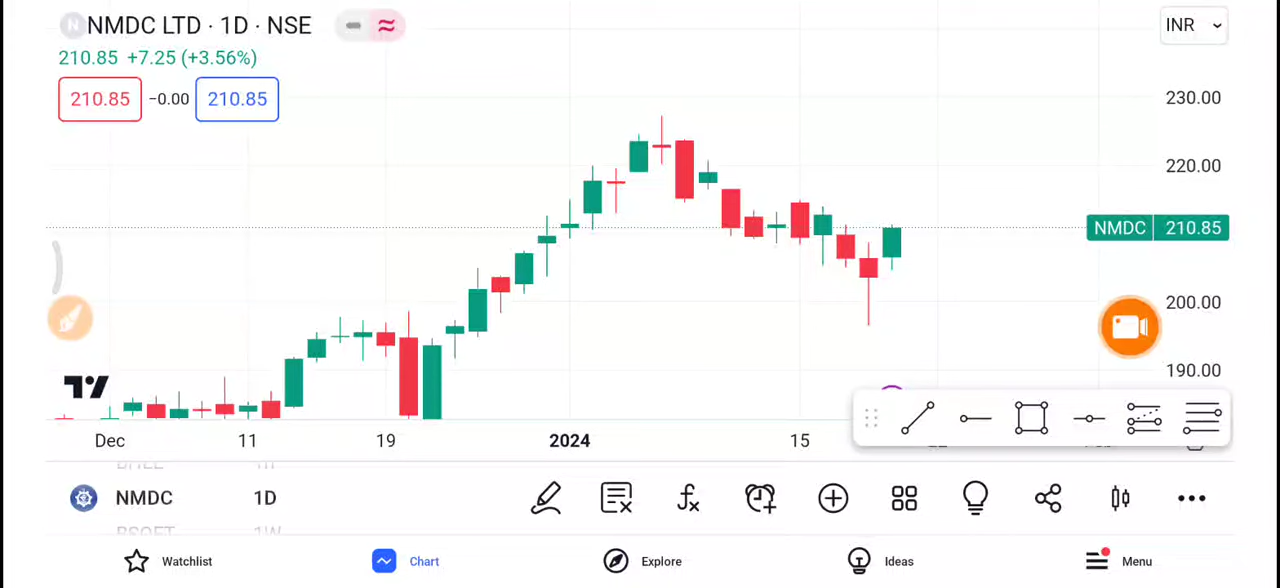 NMDC LTD · 1D · NSE
INR
210.85 +7.25 (+3.56%)
210.85 −0.00 210.85
230.00
220.00
NMDC 210.85
200.00
190.00
Dec 11 19 2024 15
NMDC 1D
Watchlist Chart Explore Ideas Menu